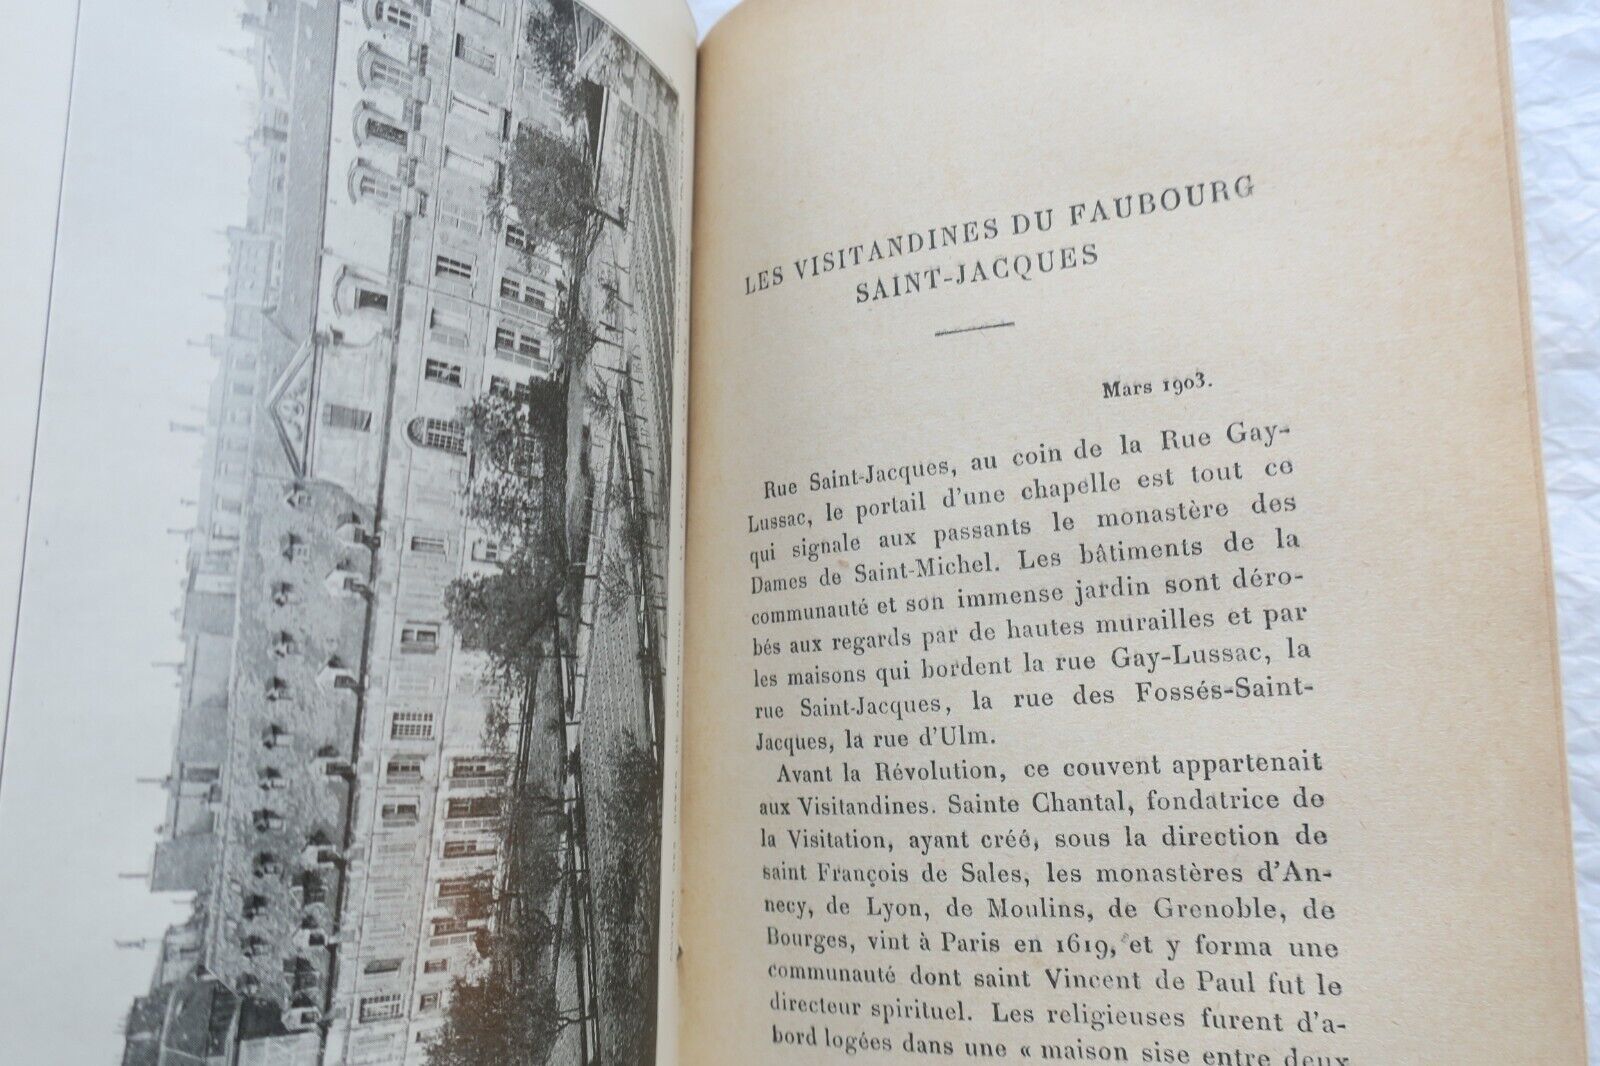 LES VISITANDINES DU FAUBOURG
SAINT-JACQUES
Mars 1903.
Rue Saint-Jacques, au coin de la Rue Gay-
Lussac, le portail d'une chapelle est tout ce
qui signale aux passants le monastère des
Dames de Saint-Michel. Les bâtiments de la
communauté et son immense jardin sont déro-
bés aux regards par de hautes murailles et par
les maisons qui bordent la rue Gay-Lussac, la
rue Saint-Jacques, la rue des Fossés-Saint-
Jacques, la rue d'Ulm.
Avant la Révolution, ce couvent appartenait
aux Visitandines. Sainte Chantal, fondatrice de
la Visitation, ayant créé, sous la direction de
saint François de Sales, les monastères d'An-
necy, de Lyon, de Moulins, de Grenoble, de
Bourges, vint à Paris en 1619, et y forma une
communauté dont saint Vincent de Paul fut le
directeur spirituel. Les religieuses furent d'a-
bord logées dans une « maison sise entre deux